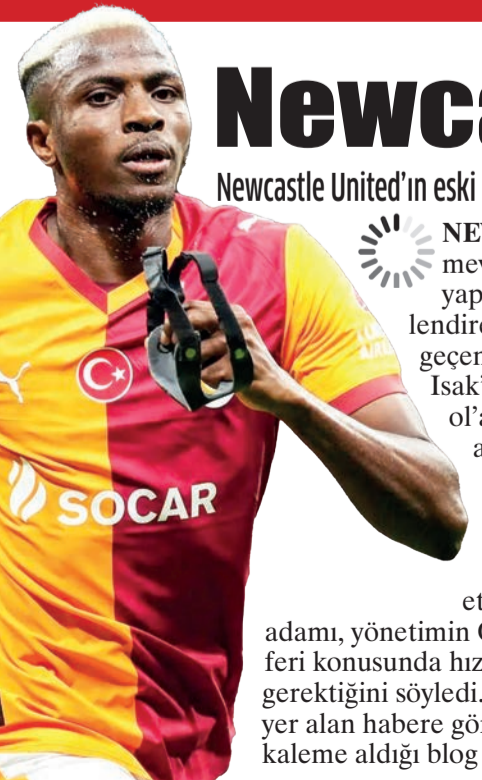 Newca
Newcastle United'ın eski
NE
mev
yap
lendire
geçen
Isak'
ol'a
a
et
adamı, yönetimin
feri konusunda hız
gerektiğini söyledi.
yer alan habere gör
kaleme aldığı blog
SOCAR